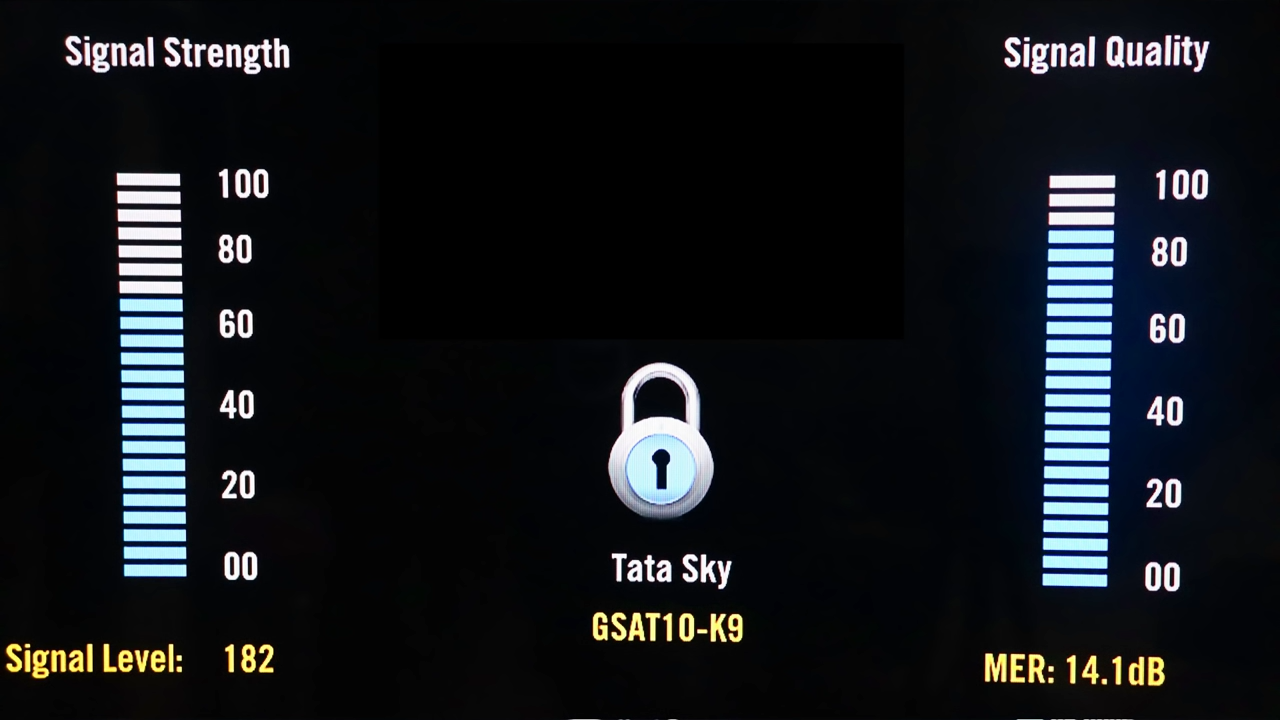 Signal Strength
100
80
60
40
20
00
Signal Level: 182
Tata Sky
GSAT10-K9
Signal Quality
100
80
60
40
20
00
MER: 14.1dB